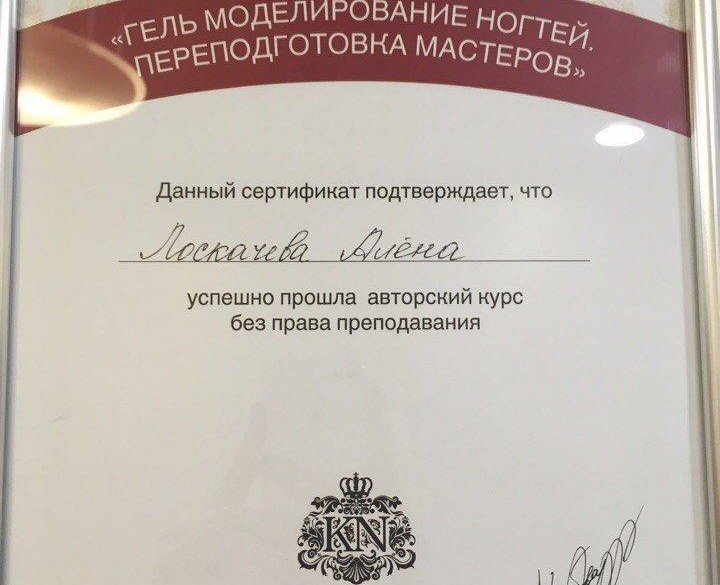 «ГЕЛЬ МОДЕЛИРОВАНИЕ НОГТЕЙ.
ПЕРЕПОДГОТОВКА МАСТЕРОВ»
Данный сертификат подтверждает, что
Лоскачева Алёна
успешно прошла авторский курс
без права преподавания
KN